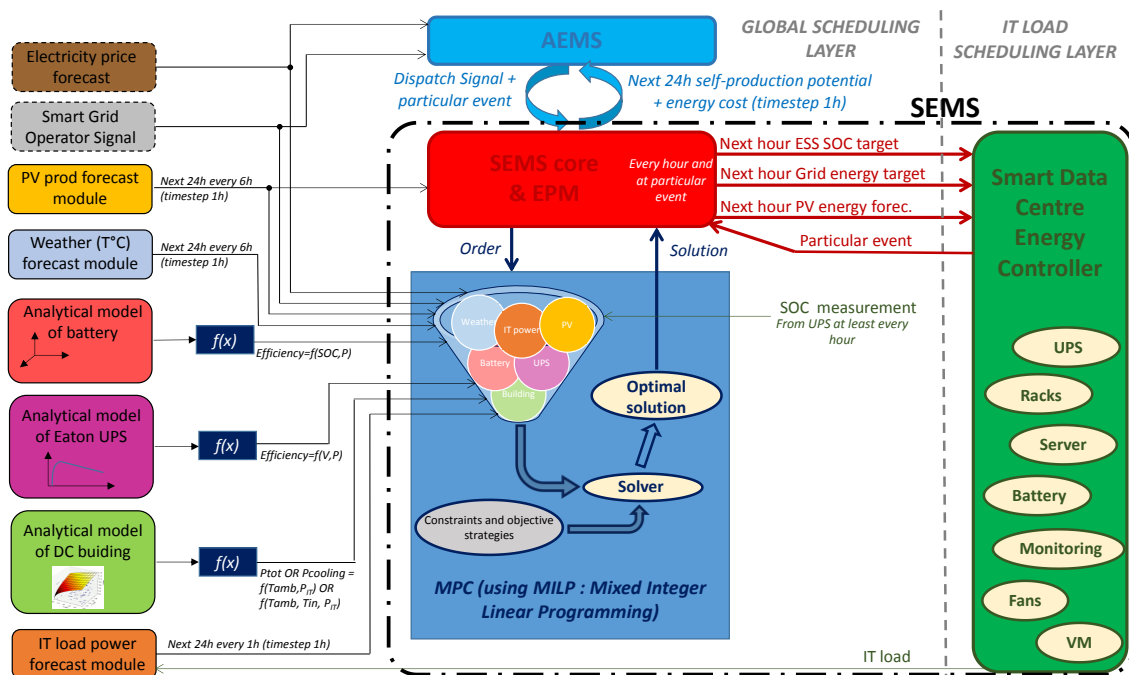 GLOBAL SCHEDULING
LAYER
IT LOAD
SCHEDULING LAYER
AEMS
Electricity price
forecast
Smart Grid
Operator Signal
Dispatch Signal +
particular event
Next 24h self-production potential
+ energy cost (timestep 1h)
SEMS
PV prod forecast
module
Next 24h every 6h
(timestep 1h)
SEMS core
& EPM
Every hour and
at particular
event
Next hour ESS SOC target
Next hour Grid energy target
Next hour PV energy forec.
Particular event
Smart Data
Centre
Energy
Controller
Weather (T°C)
forecast module
Next 24h every 6h
(timestep 1h)
Order
Solution
Analytical model
of battery
f(x)
Efficiency=f(SOC,P)
Weather
IT power
PV
Battery
UPS
Building
SOC measurement
From UPS at least every
hour
UPS
Racks
Server
Battery
Monitoring
Fans
VM
Analytical model
of Eaton UPS
f(x)
Efficiency=f(V,P)
Optimal
solution
Solver
Constraints and objective
strategies
Analytical model
of DC buiding
f(x)
Ptot OR Pcooling =
f(Tamb,PIT) OR
f(Tamb, Tin, PIT)
MPC (using MILP : Mixed Integer
Linear Programming)
IT load power
forecast module
Next 24h every 1h (timestep 1h)
IT load